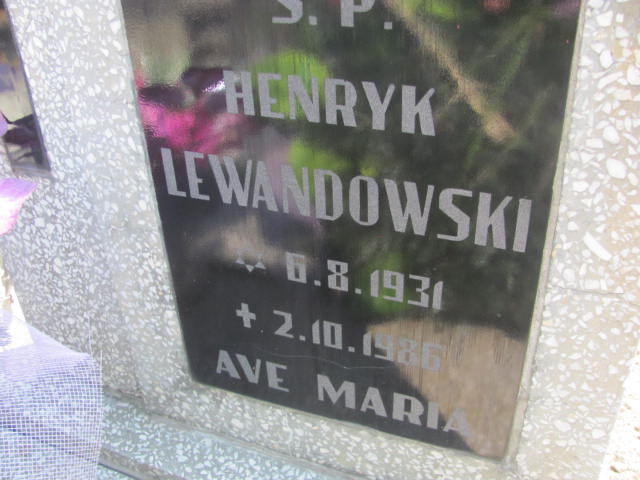 S. P.
HENRYK
LEWANDOWSKI
* 6.8.1931
+ 2.10.1986
AVE MARIA